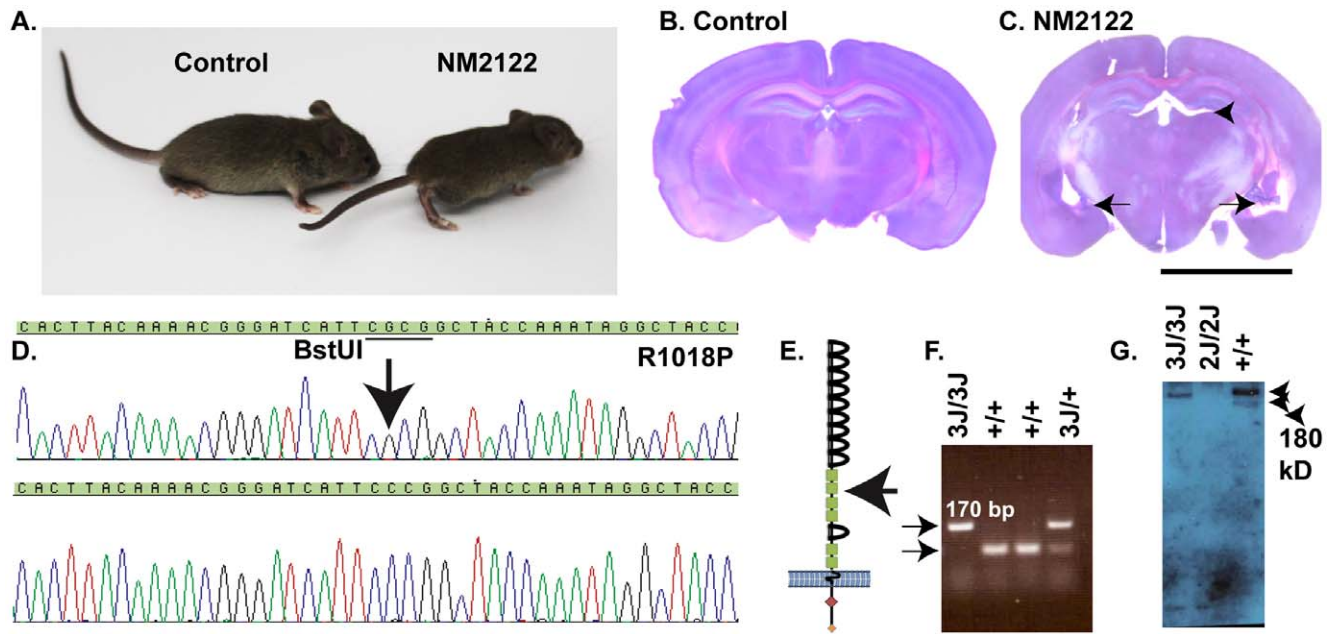 A.
Control
NM2122
B. Control
C. NM2122
CACTTACAAAACGGGATCATTCGCGGCTACCAAATAGGCTACC
D.
BstUI
R1018P
CACTTACAAAACGGGATCATTCCCGGCTACCAAATAGGCTACC
E.
F.
3J/3J
+/+
+/+
3J/+
170 bp
G.
3J/3J
2J/2J
+/+
180
kD